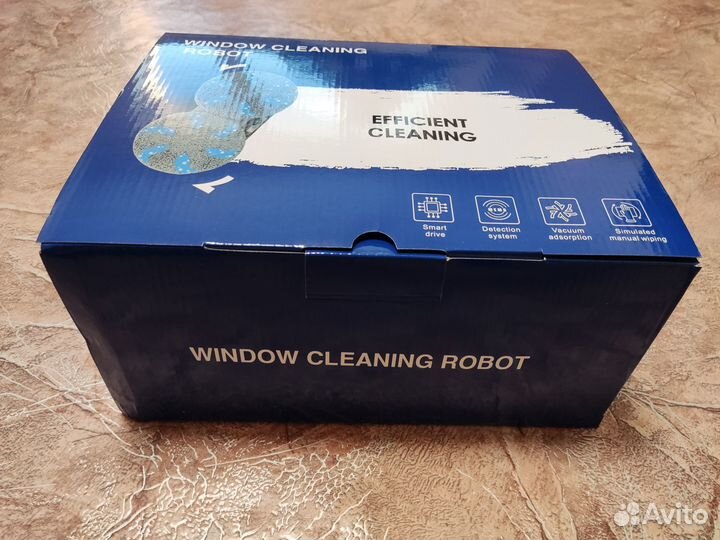 WINDOW CLEANING
ROBOT
EFFICIENT
CLEANING
Smart
drive
Detection
system
Vacuum
adsorption
Simulated
manual wiping
WINDOW CLEANING ROBOT
Avito